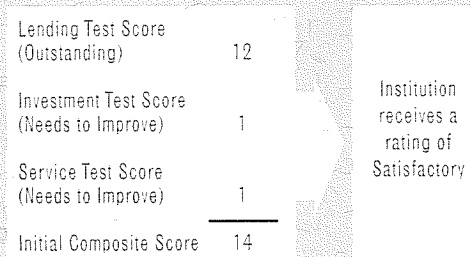 Lending Test Score
(Outstanding) 12
Investment Test Score
(Needs to Improve) 1
Service Test Score
(Needs to Improve) 1
Initial Composite Score 14
Institution
receives a
rating of
Satisfactory